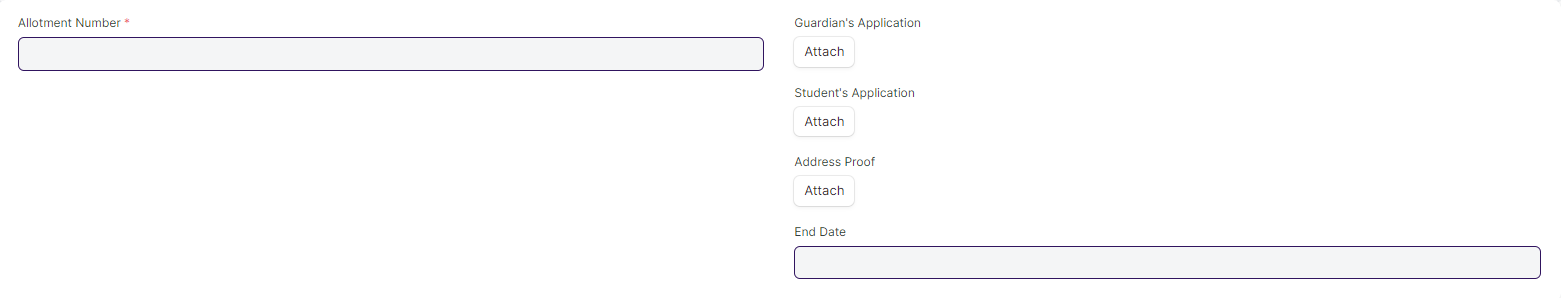 Allotment Number *
Guardian's Application
Attach
Student's Application
Attach
Address Proof
Attach
End Date